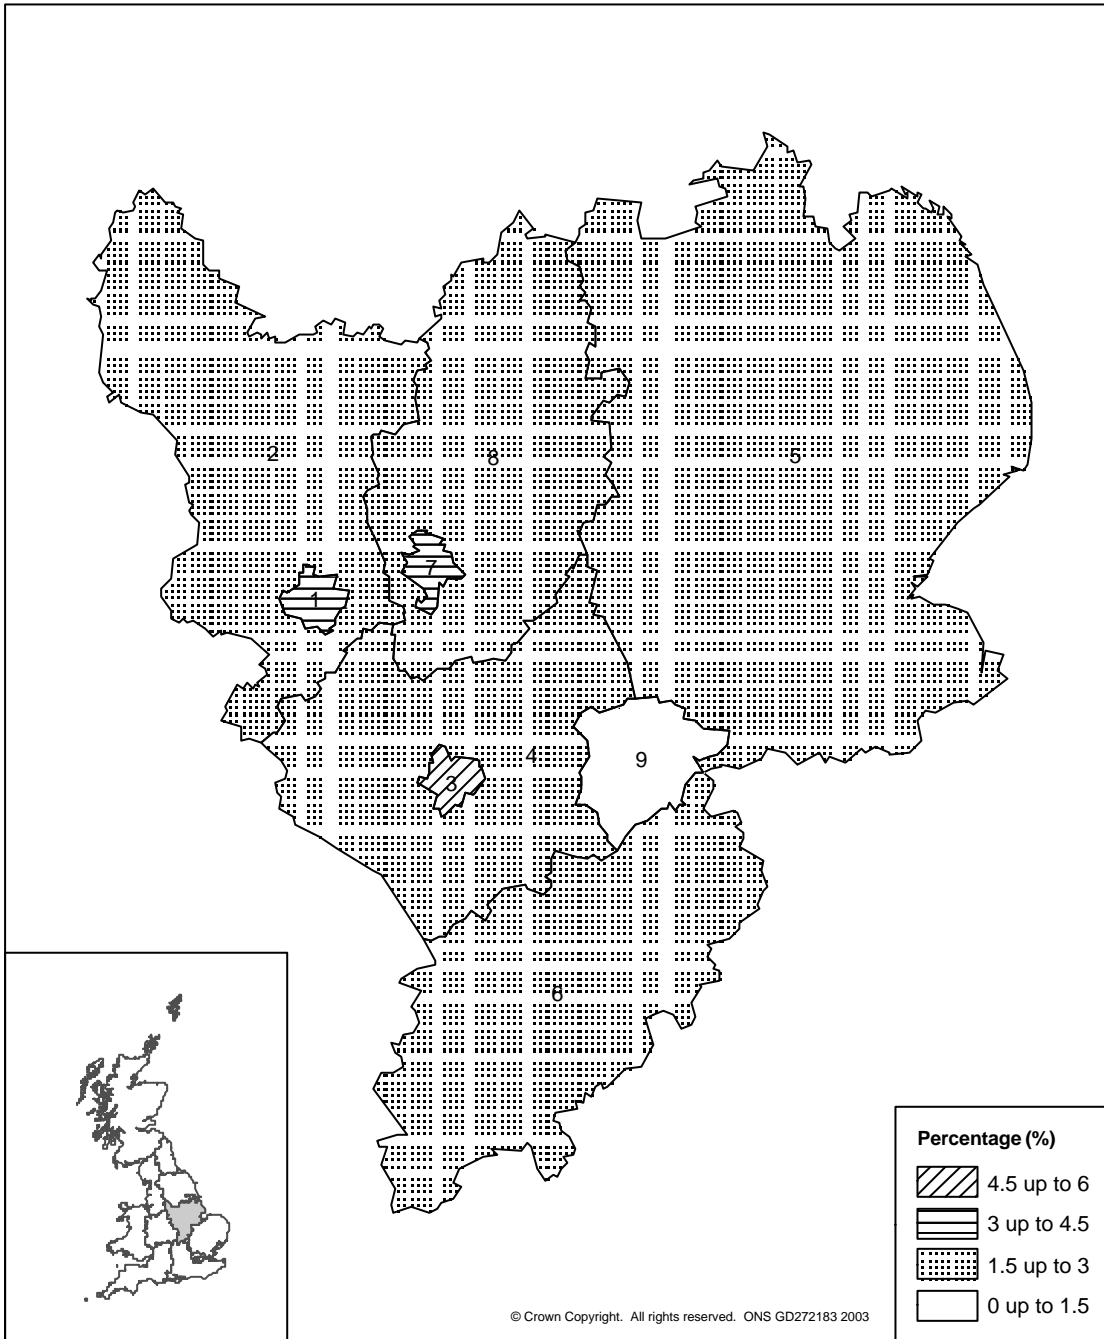 2
8
5
7
1
4
9
3
6
Percentage (%)
4.5 up to 6
3 up to 4.5
1.5 up to 3
0 up to 1.5
© Crown Copyright. All rights reserved. ONS GD272183 2003